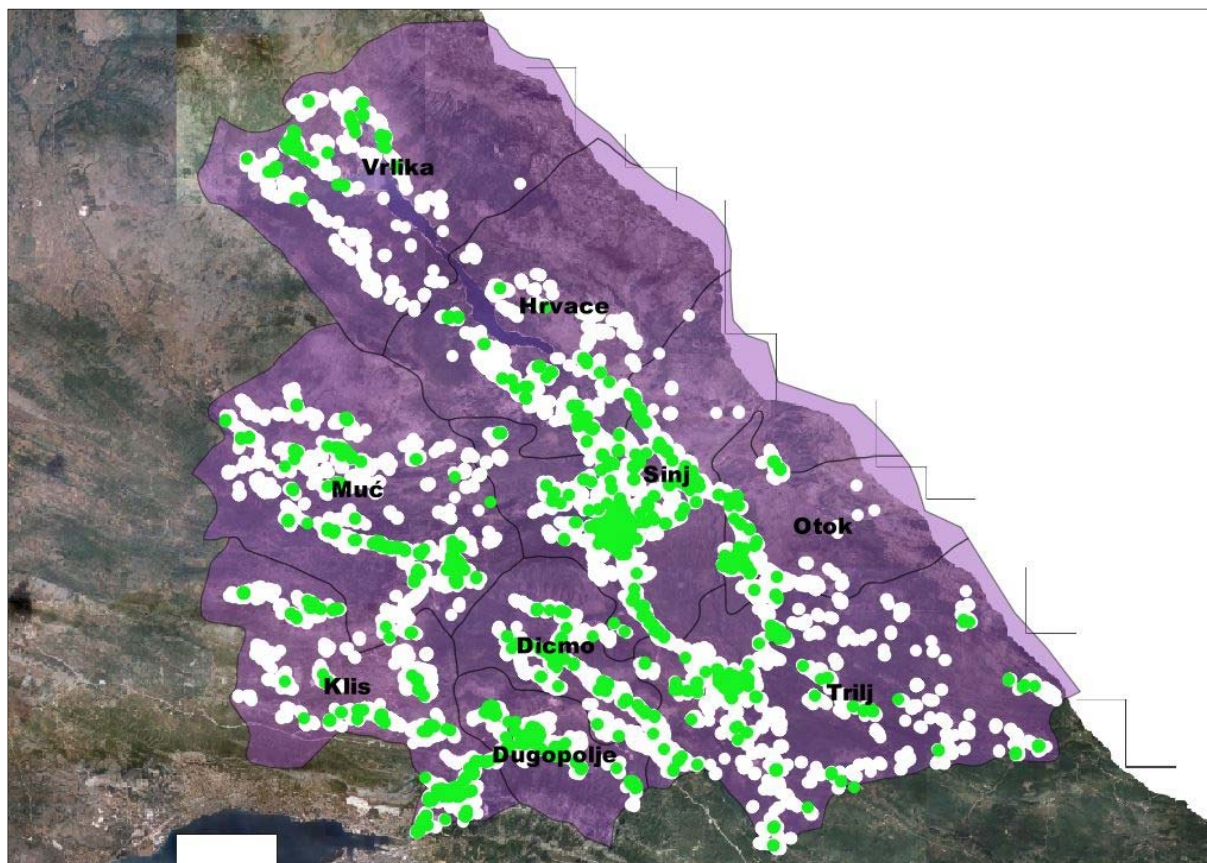 Vrlika
Hrvace
Sinj
Muć
Otok
Dicmo
Klis
Trilj
Dugopolje